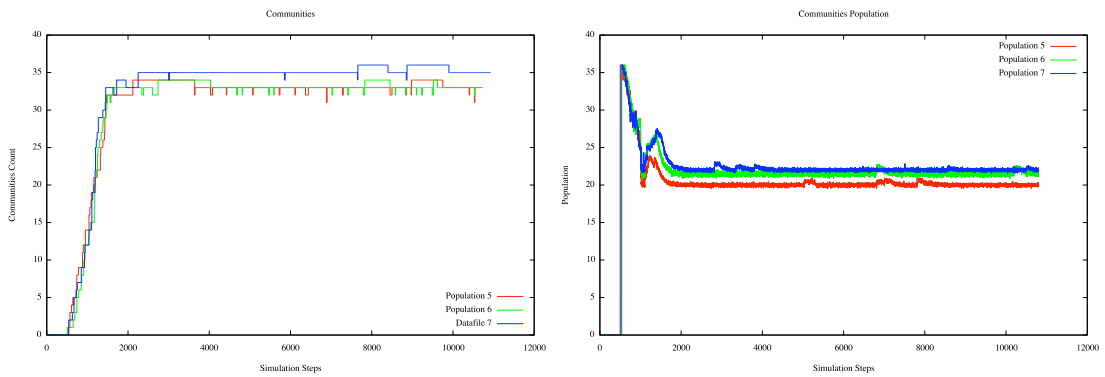 Communities
40
35
30
25
20
15
10
5
0
0 2000 4000 6000 8000 10000 12000
Communities Count
Simulation Steps
Population 5
Population 6
Datafile 7
Communities Population
40
35
30
25
20
15
10
5
0
0 2000 4000 6000 8000 10000 12000
Population
Simulation Steps
Population 5
Population 6
Population 7